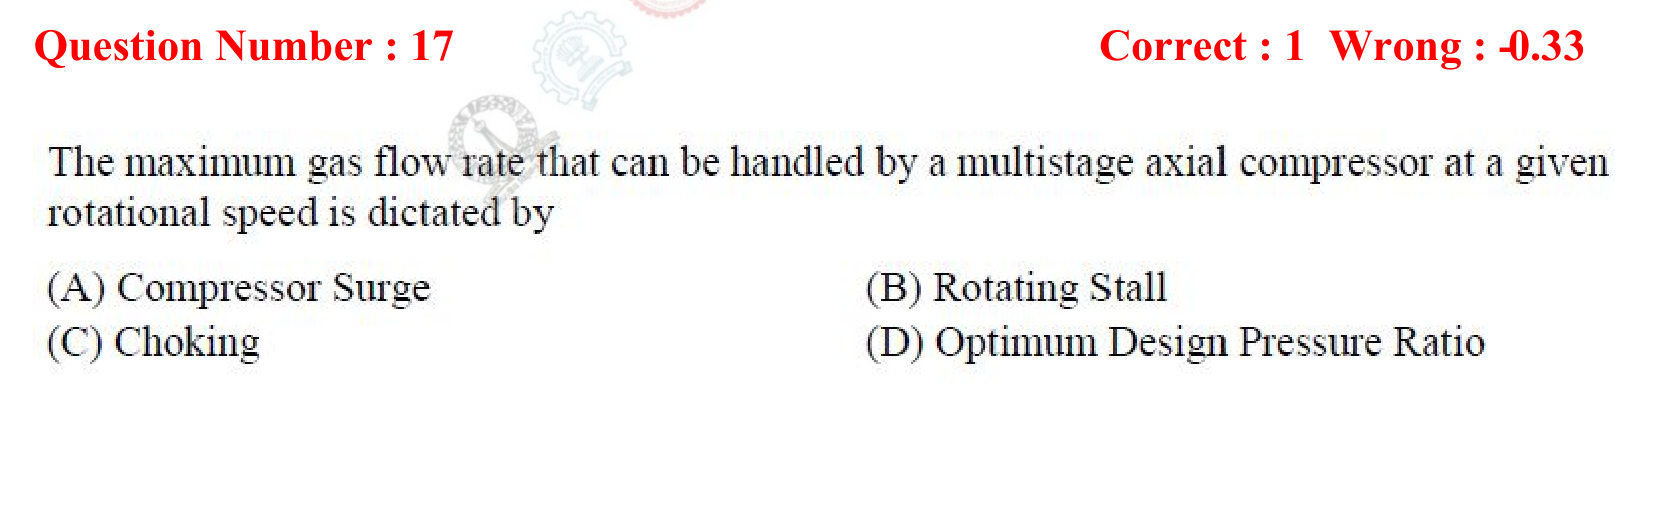 Question Number : 17 Correct : 1 Wrong : -0.33
The maximum gas flow rate that can be handled by a multistage axial compressor at a given
rotational speed is dictated by
(A) Compressor Surge (B) Rotating Stall
(C) Choking (D) Optimum Design Pressure Ratio